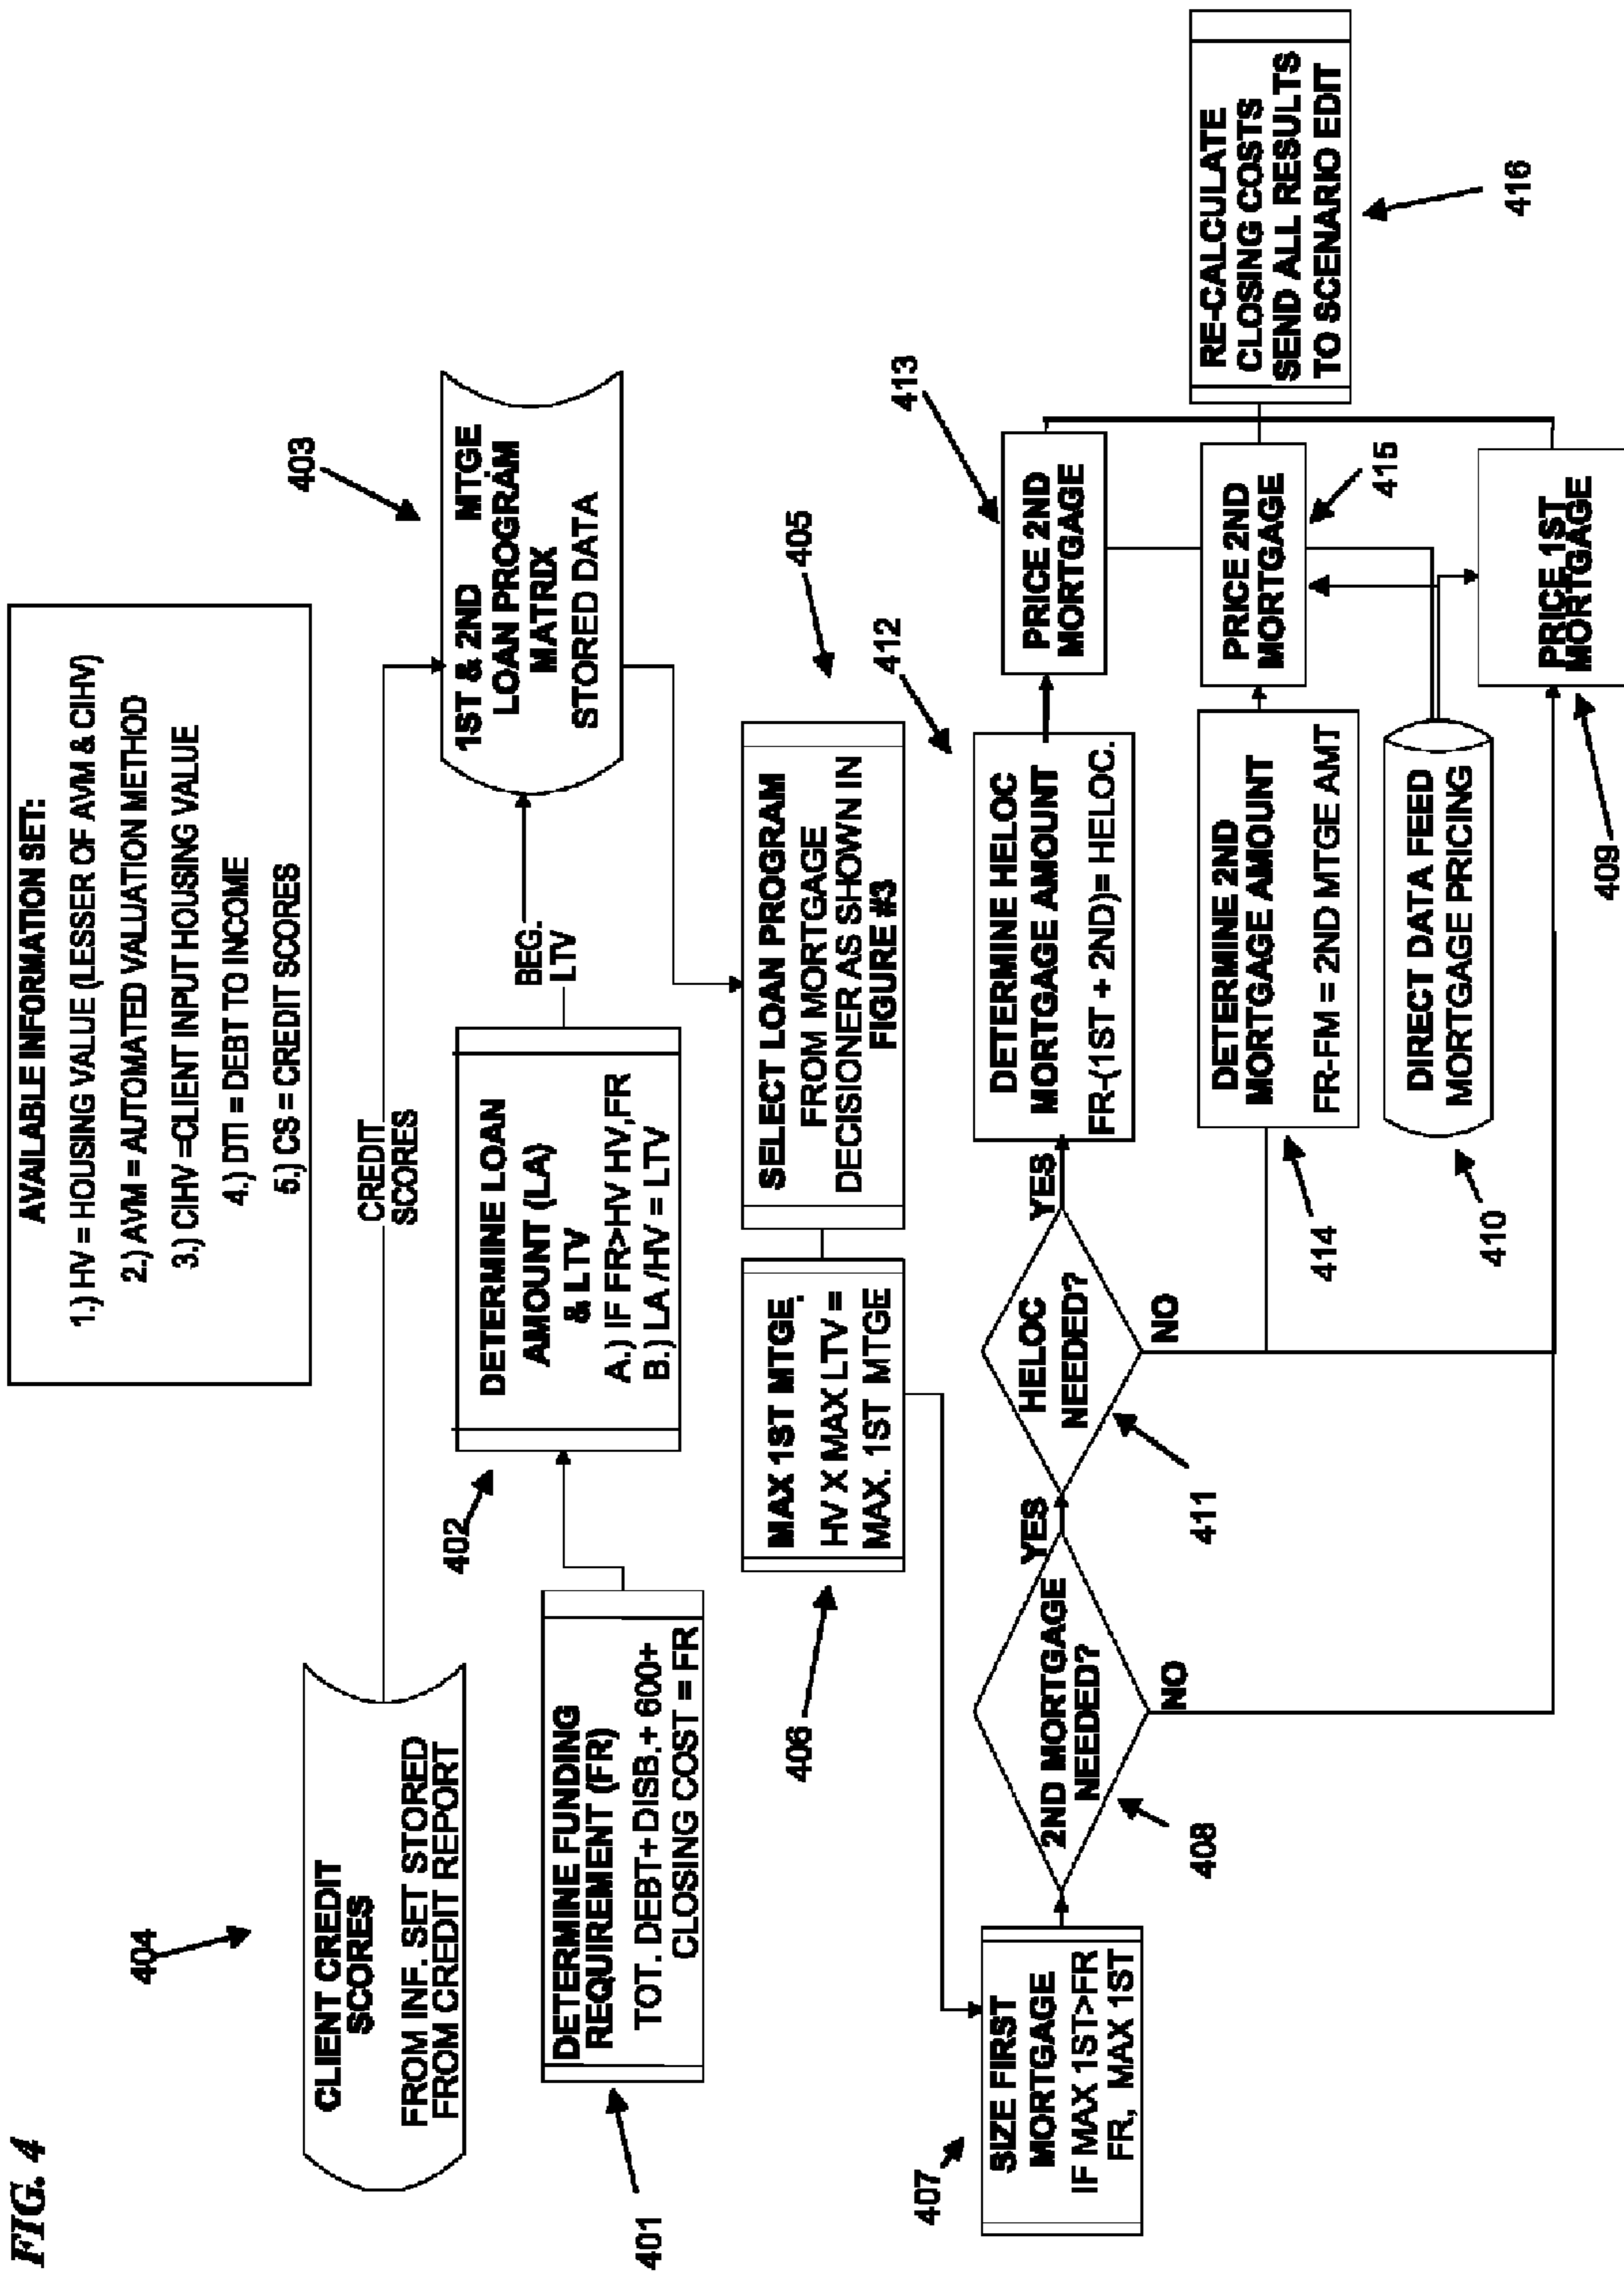 FIG. 4
AVAILABLE INFORMATION SET:
1.) HV = HOUSING VALUE (LESSER OF AVM & CIHV)
2.) AVM = AUTOMATED VALUATION METHOD
3.) CIHV =CLIENT INPUT HOUSING VALUE
4.) DTI = DEBT TO INCOME
5.) CS = CREDIT SCORES
404
CLIENT CREDIT
SCORES
FROM INF. SET STORED
FROM CREDIT REPORT
CREDIT
SCORES
401
DETERMINE FUNDING
REQUIREMENT (FR)
TOT. DEBT+ DISB.+ 600+
CLOSING COST = FR
402
DETERMINE LOAN
AMOUNT (LA)
& LTV
A.) IF FR>HV HV,FR
B.) LA /HV = LTV
BEG.
LTV
403
1ST & 2ND MTGE
LOAN PROGRAM
MATRIX
STORED DATA
405
SELECT LOAN PROGRAM
FROM MORTGAGE
DECISIONER AS SHOWN IN
FIGURE #3
406
MAX 1ST MTGE.
HV X MAX LTV =
MAX. 1ST MTGE
407
SIZE FIRST
MORTGAGE
IF MAX 1ST>FR
FR, MAX 1ST
2ND MORTGAGE
NEEDED?
408
YES
NO
HELOC
NEEDED?
411
YES
NO
412
DETERMINE HELOC
MORTGAGE AMOUNT
FR-(1ST + 2ND)= HELOC.
413
PRICE 2ND
MORTGAGE
414
DETERMINE 2ND
MORTGAGE AMOUNT
FR-FM = 2ND MTGE AMT
PRICE 2ND
MORTGAGE
415
410
DIRECT DATA FEED
MORTGAGE PRICING
PRICE 1ST
MORTGAGE
409
RE-CALCULATE
CLOSING COSTS
SEND ALL RESULTS
TO SCENARIO EDIT
416